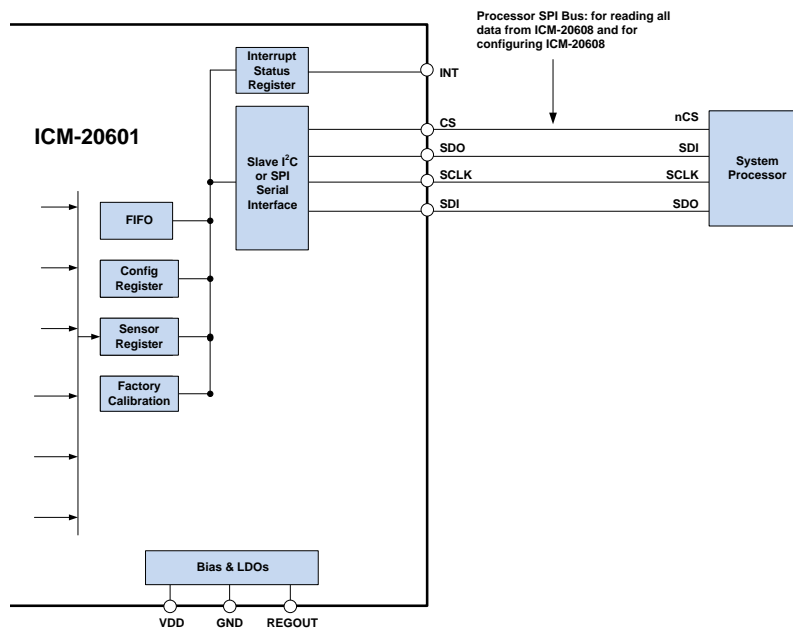 Processor SPI Bus: for reading all
data from ICM-20608 and for
configuring ICM-20608
Interrupt
Status
Register
INT
ICM-20601
Slave I²C
or SPI
Serial
Interface
CS
nCS
SDO
SDI
SCLK
SCLK
SDI
SDO
System
Processor
FIFO
Config
Register
Sensor
Register
Factory
Calibration
Bias & LDOs
VDD
GND
REGOUT